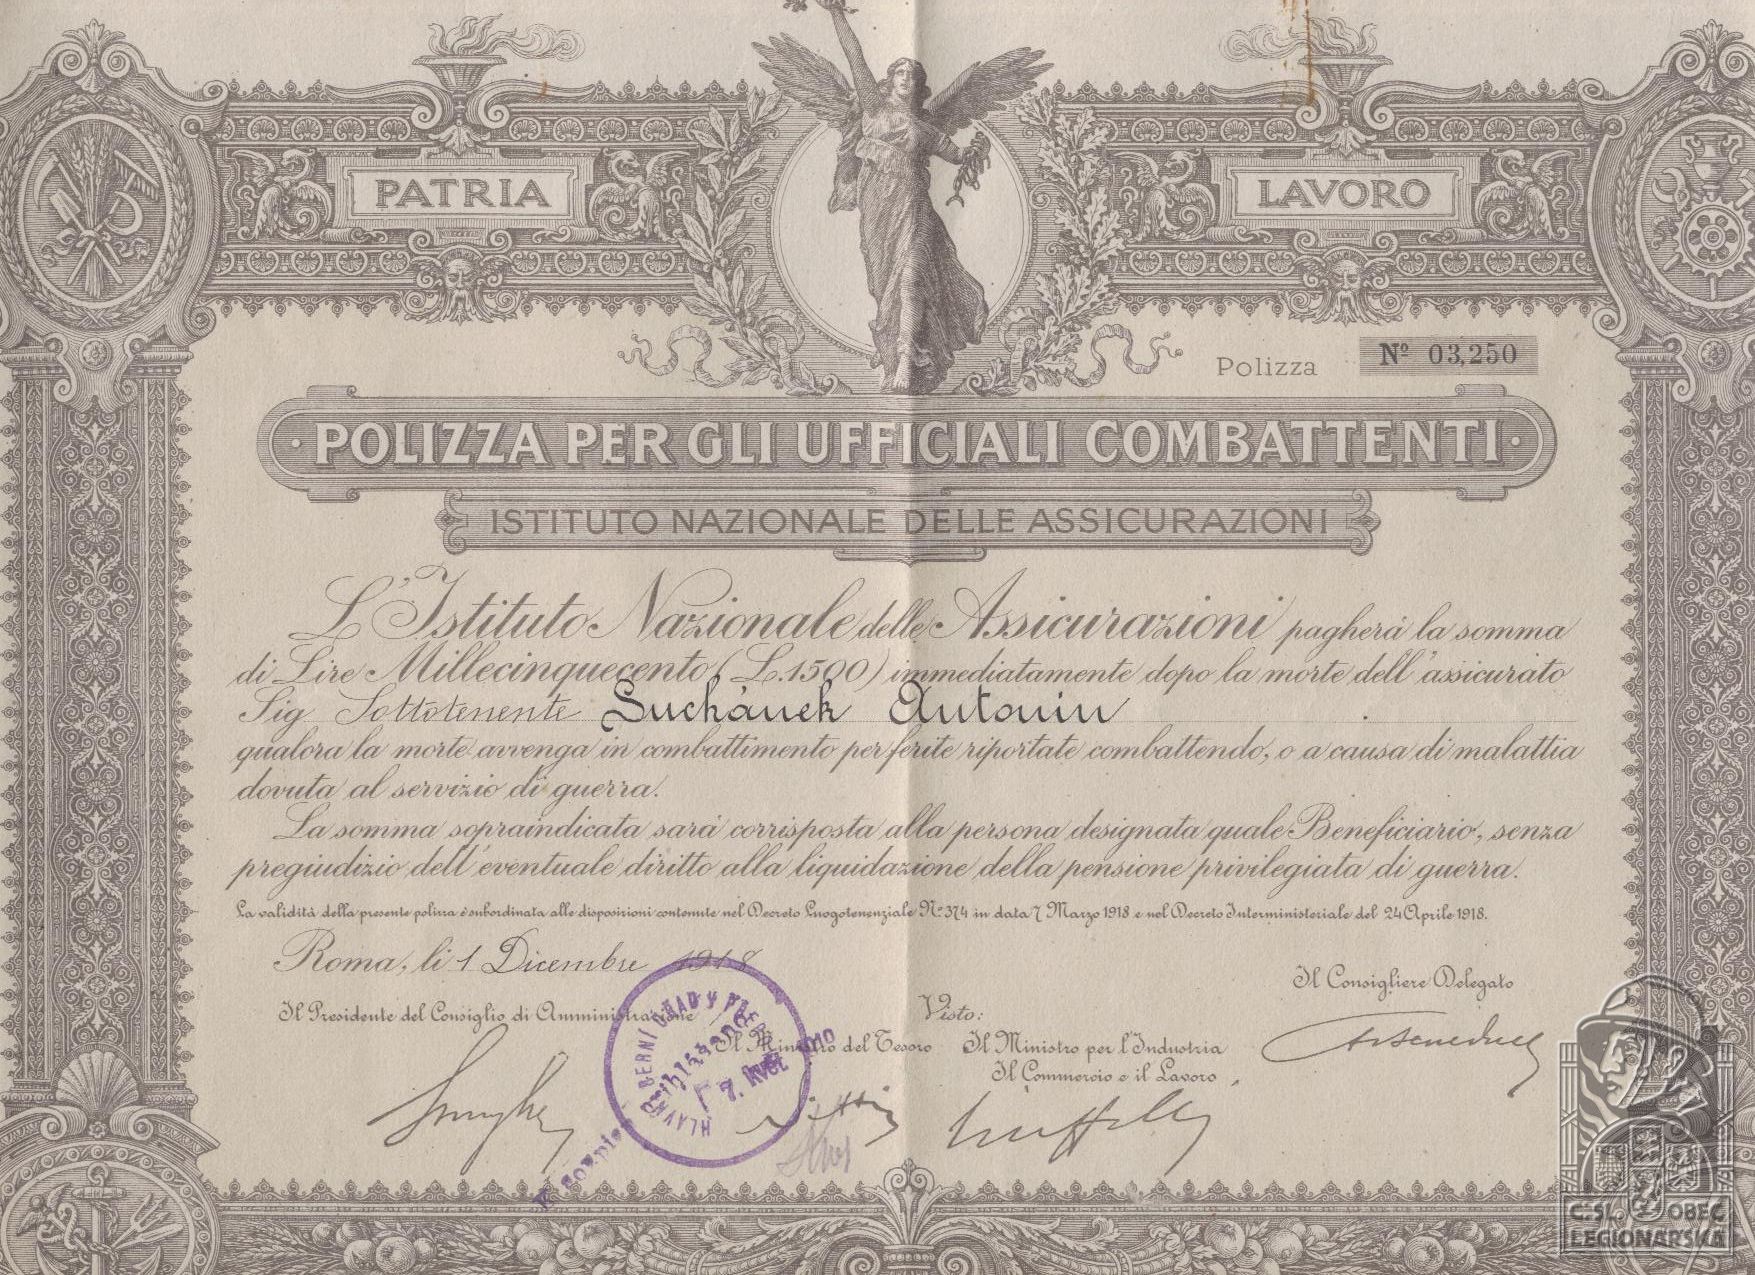 PATRIA
LAVORO
Polizza Nº 03,250
POLIZZA PER GLI UFFICIALI COMBATTENTI
ISTITUTO NAZIONALE DELLE ASSICURAZIONI
L'Istituto Nazionale delle Assicurazioni pagherà la somma
di Lire Millecinquecento (L. 1500) immediatamente dopo la morte dell'assicurato
Sig Sottotenente Suchánek Antonin
qualora la morte avvenga in combattimento per ferite riportate combattendo, o a causa di malattia
dovuta al servizio di guerra.
La somma sopraindicata sarà corrisposta alla persona designata quale Beneficiario, senza
pregiudizio dell'eventuale diritto alla liquidazione della pensione privilegiata di guerra.
La validità della presente polizza è subordinata alle disposizioni contenute nel Decreto Luogotenenziale Nº 374 in data 7 Marzo 1918 e nel Decreto Interministeriale del 24 Aprile 1918.
Roma, li 1 Dicembre 1918
Il Consigliere Delegato
Il Presidente del Consiglio di Amministrazione
Visto:
Il Ministro del Tesoro
Il Ministro per l'Industria
Il Commercio e il Lavoro
BERNÍ ÚŘAD V
7.
Č.SL. OBEC
LEGIONÁŘSKÁ